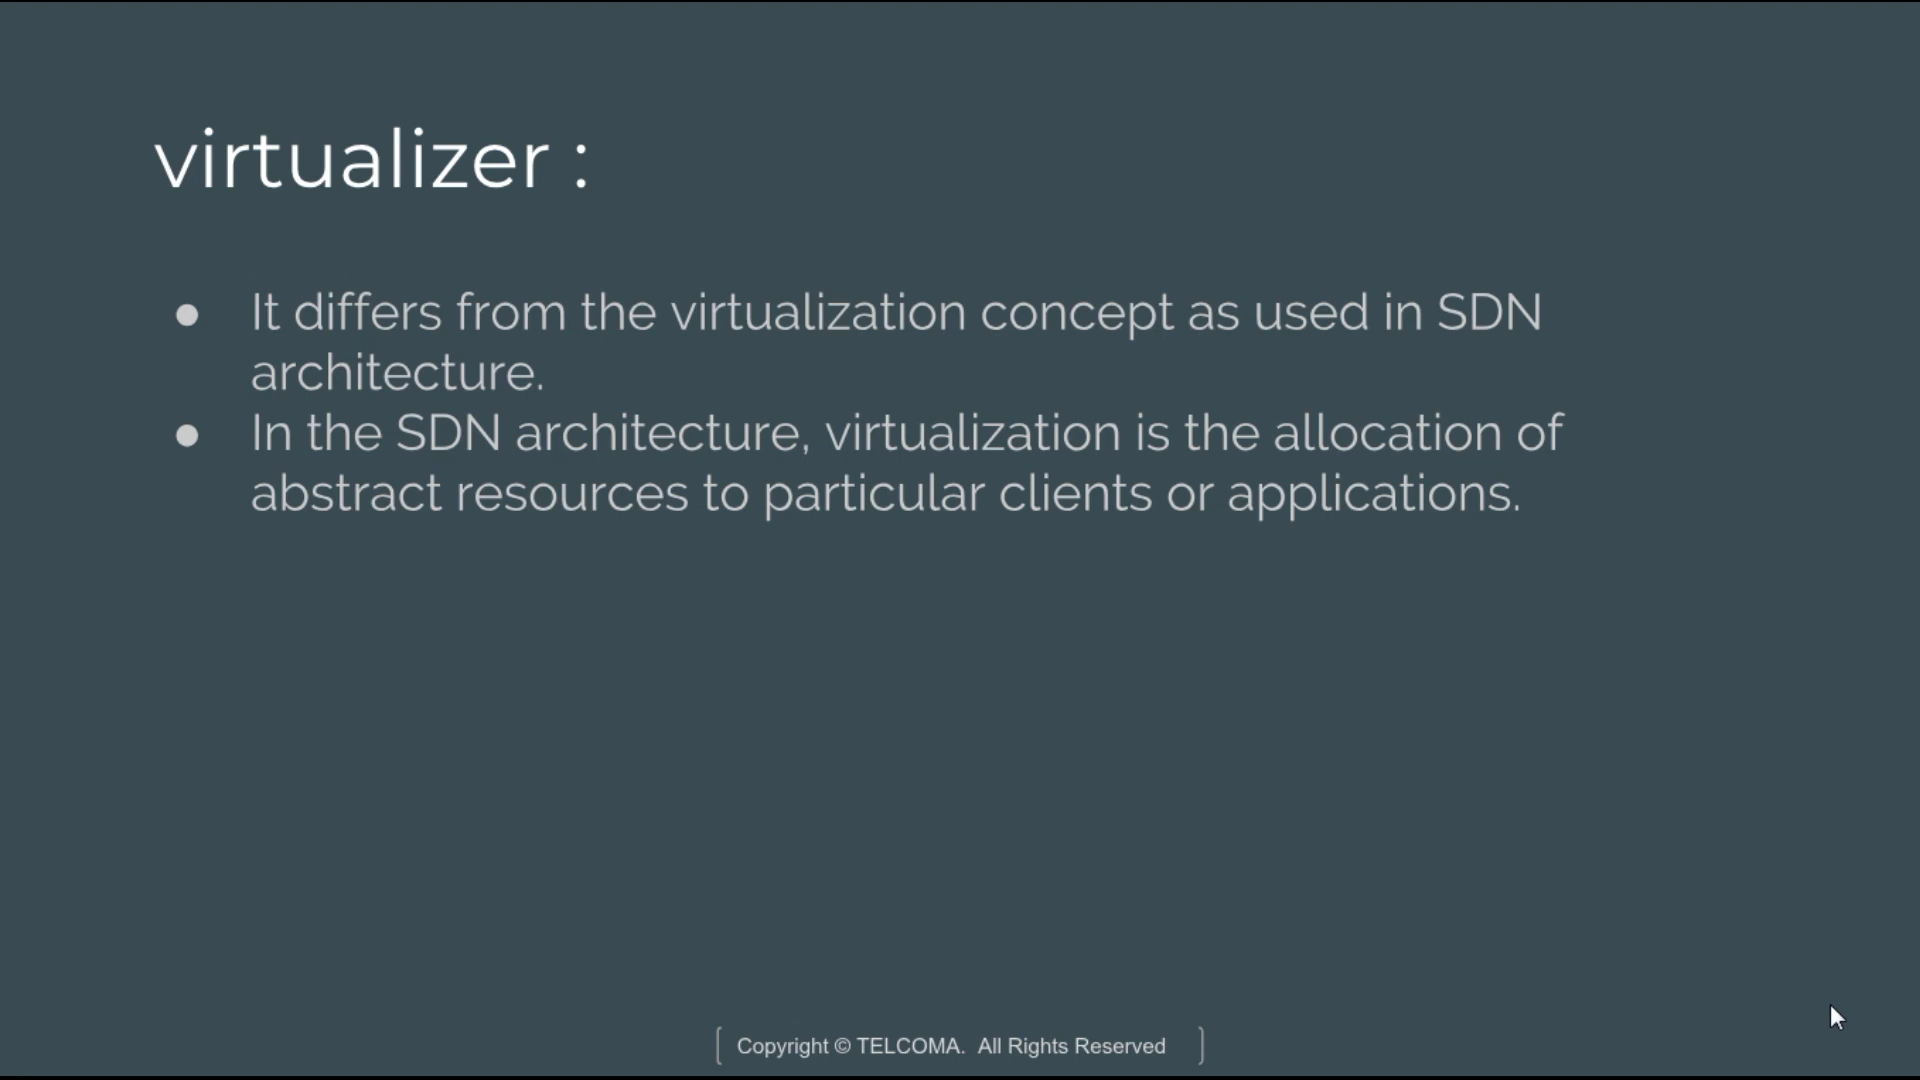 virtualizer :
● It differs from the virtualization concept as used in SDN
architecture.
● In the SDN architecture, virtualization is the allocation of
abstract resources to particular clients or applications.
Copyright © TELCOMA. All Rights Reserved